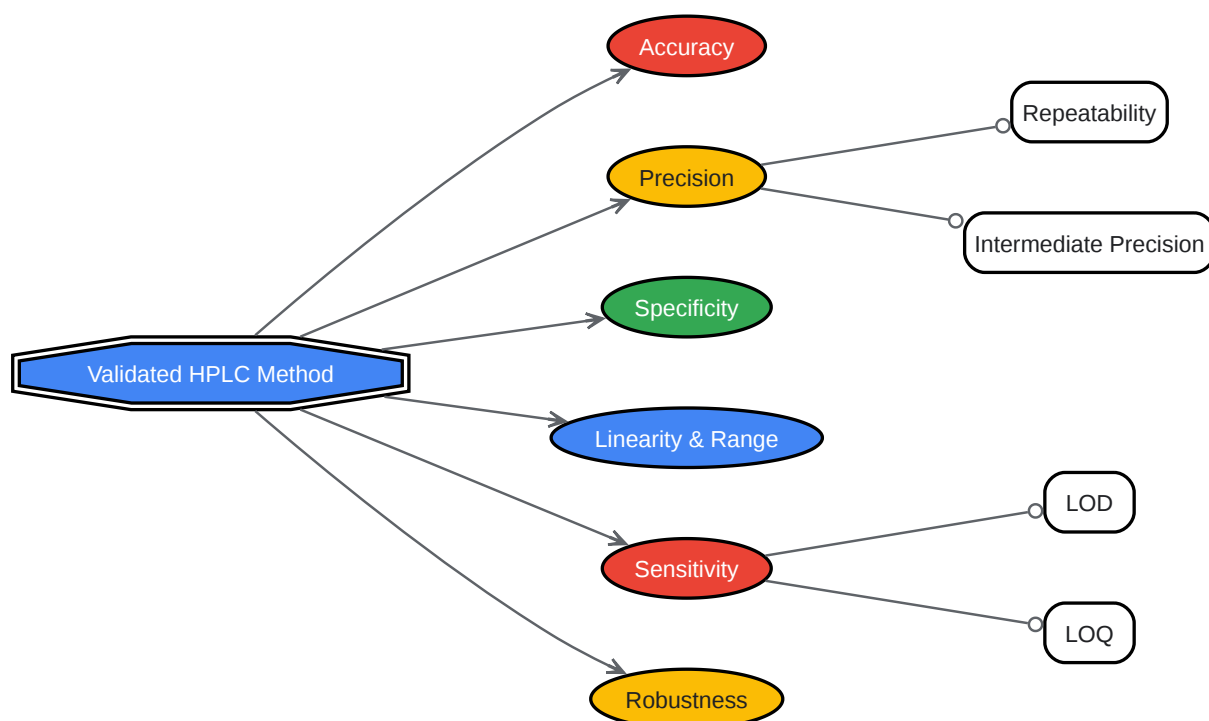 Accuracy
Repeatability
Precision
Intermediate Precision
Specificity
Validated HPLC Method
Linearity & Range
LOD
Sensitivity
LOQ
Robustness